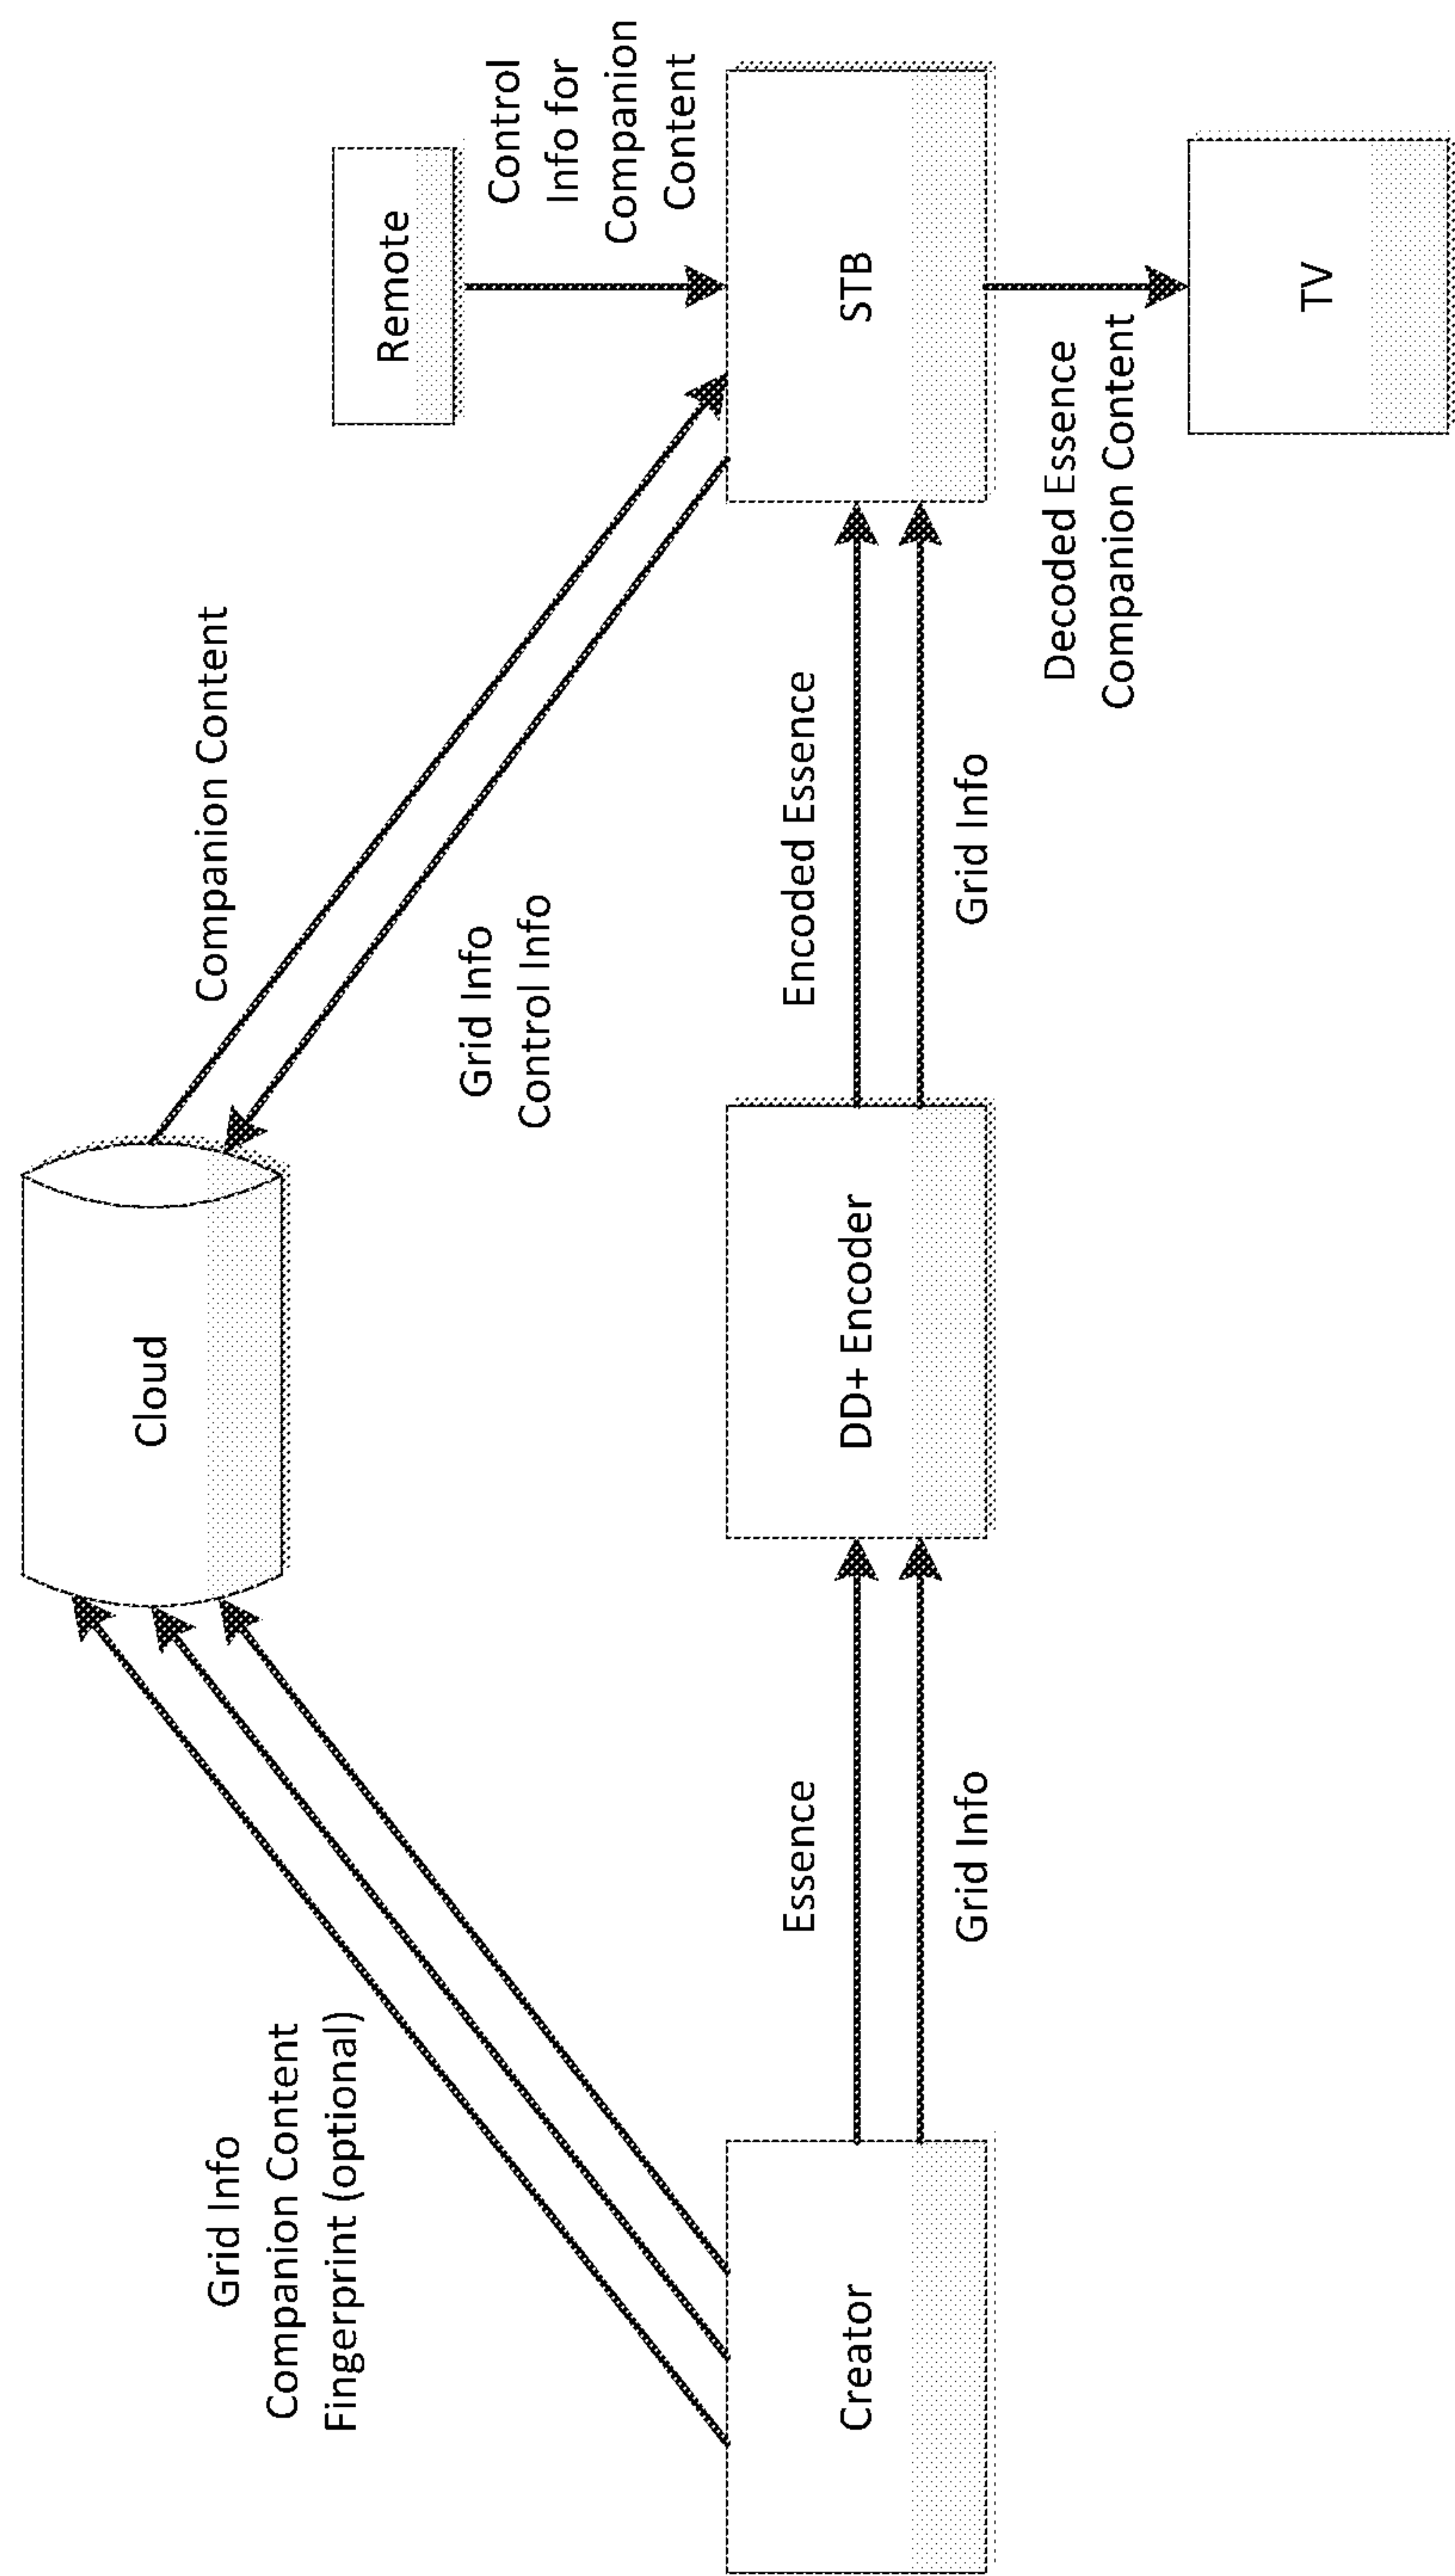 Grid Info
Companion Content
Fingerprint (optional)
Cloud
Companion Content
Grid Info
Control Info
Remote
Control
Info for
Companion
Content
Creator
Essence
Grid Info
DD+ Encoder
Encoded Essence
Grid Info
STB
Decoded Essence
Companion Content
TV